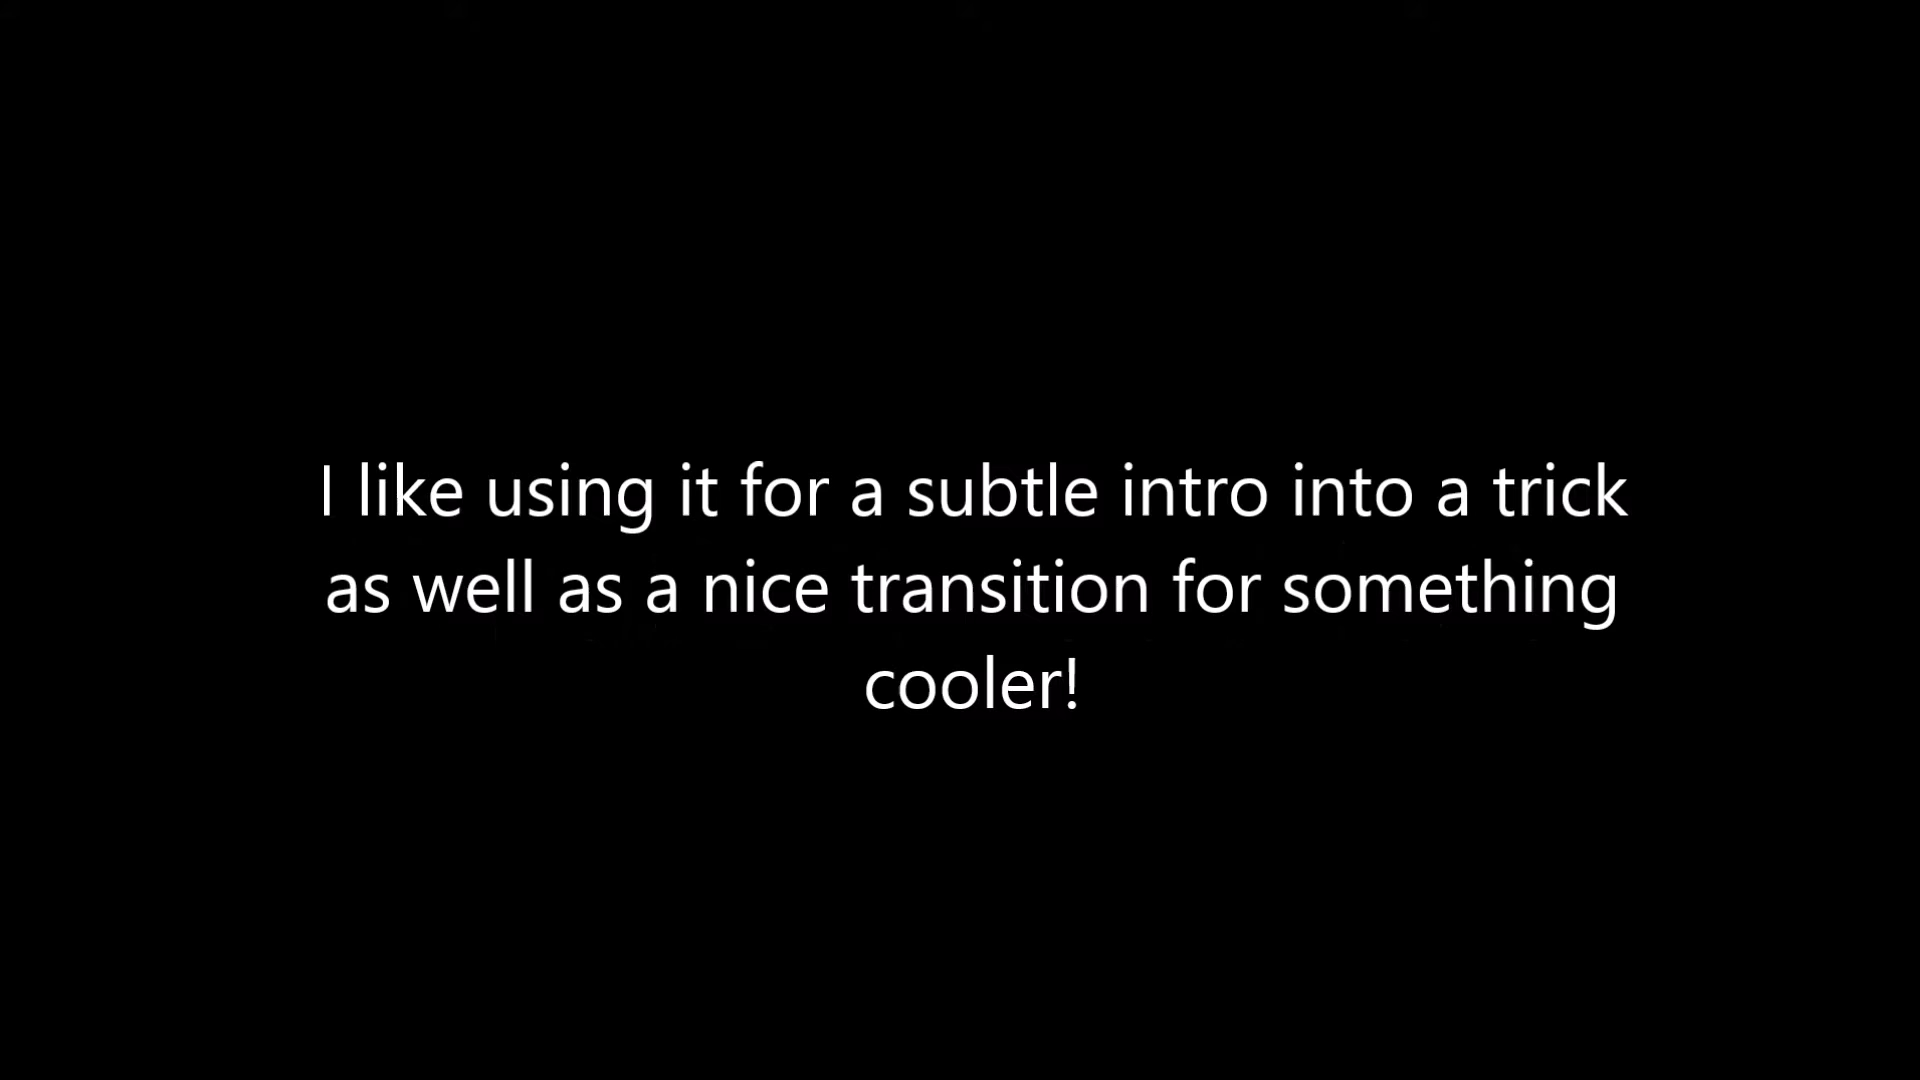 I like using it for a subtle intro into a trick
as well as a nice transition for something
cooler!